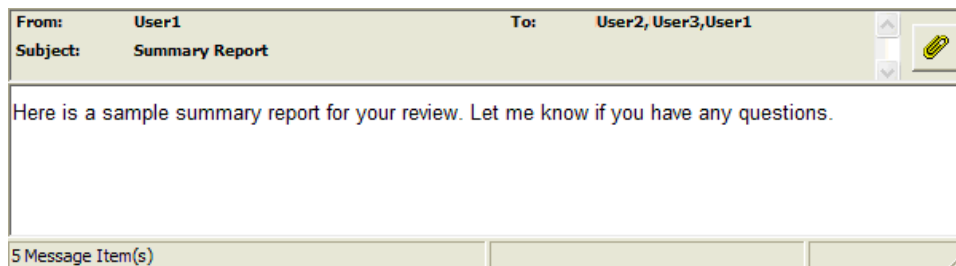 From: User1 To: User2, User3,User1
Subject: Summary Report
Here is a sample summary report for your review. Let me know if you have any questions.
5 Message Item(s)